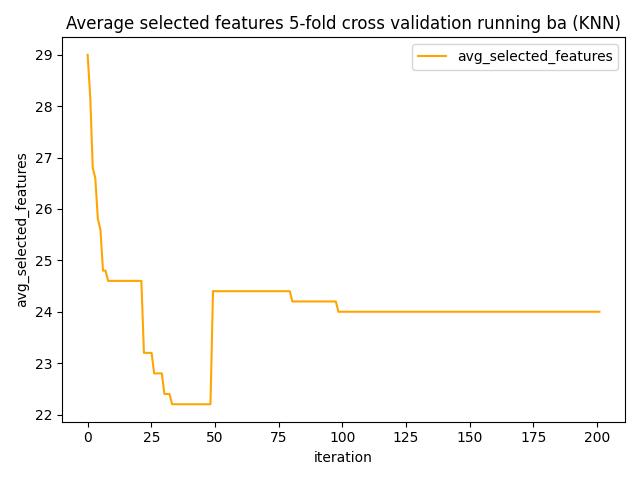 Average selected features 5-fold cross validation running ba (KNN)
avg_selected_features
29
28
27
26
25
24
23
22
avg_selected_features
0 25 50 75 100 125 150 175 200
iteration